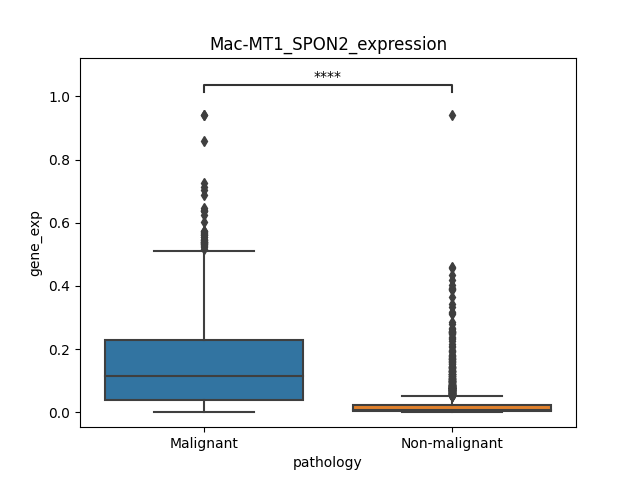 Mac-MT1_SPON2_expression
****
1.0
0.8
0.6
0.4
0.2
0.0
gene_exp
Malignant
Non-malignant
pathology